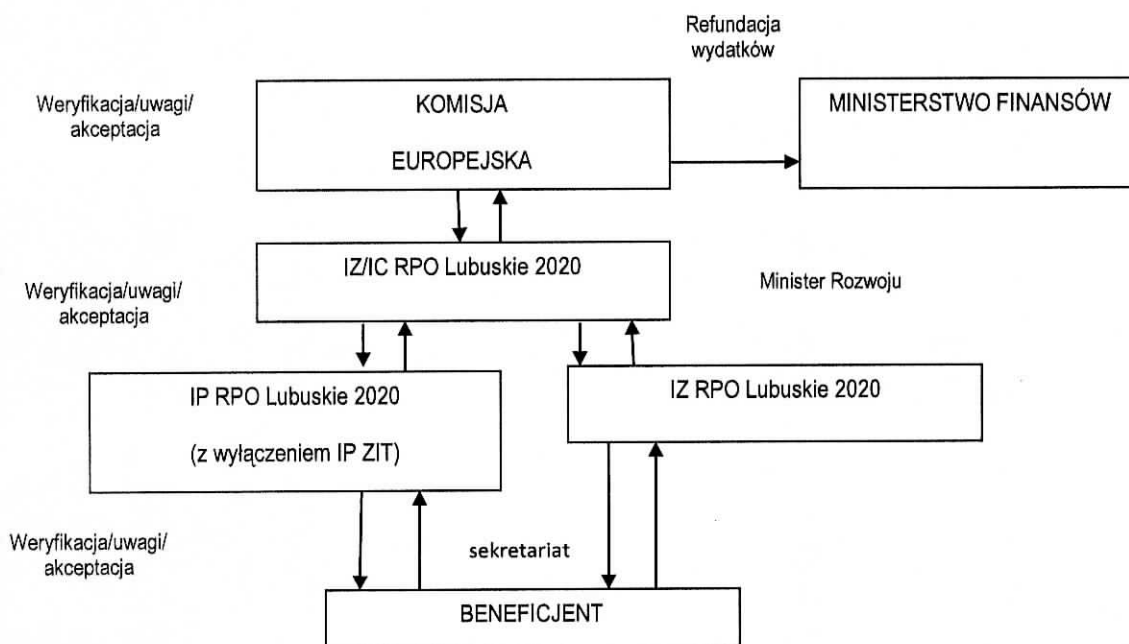 Refundacja
wydatków
Weryfikacja/uwagi/
akceptacja
KOMISJA
EUROPEJSKA
MINISTERSTWO FINANSÓW
IZ/IC RPO Lubuskie 2020
Weryfikacja/uwagi/
akceptacja
Minister Rozwoju
IP RPO Lubuskie 2020
(z wyłączeniem IP ZIT)
IZ RPO Lubuskie 2020
Weryfikacja/uwagi/
akceptacja
sekretariat
BENEFICJENT